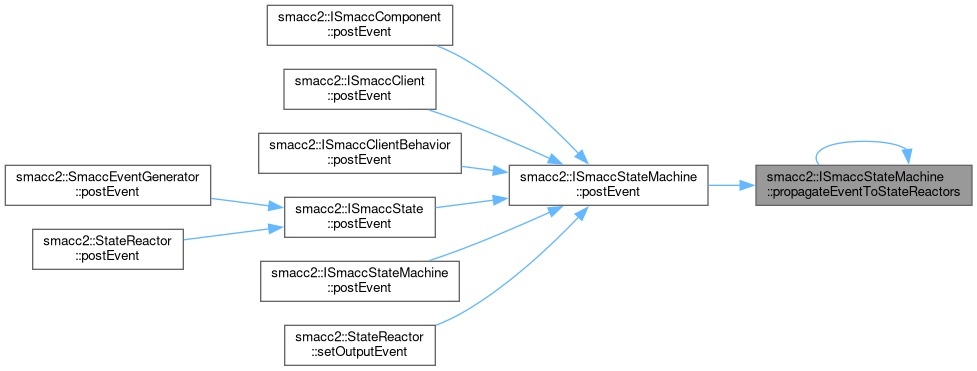 smacc2::ISmaccComponent
::postEvent
smacc2::ISmaccClient
::postEvent
smacc2::ISmaccClientBehavior
::postEvent
smacc2::SmaccEventGenerator
::postEvent
smacc2::ISmaccStateMachine
::postEvent
smacc2::ISmaccStateMachine
::propagateEventToStateReactors
smacc2::ISmaccState
::postEvent
smacc2::StateReactor
::postEvent
smacc2::ISmaccStateMachine
::postEvent
smacc2::StateReactor
::setOutputEvent